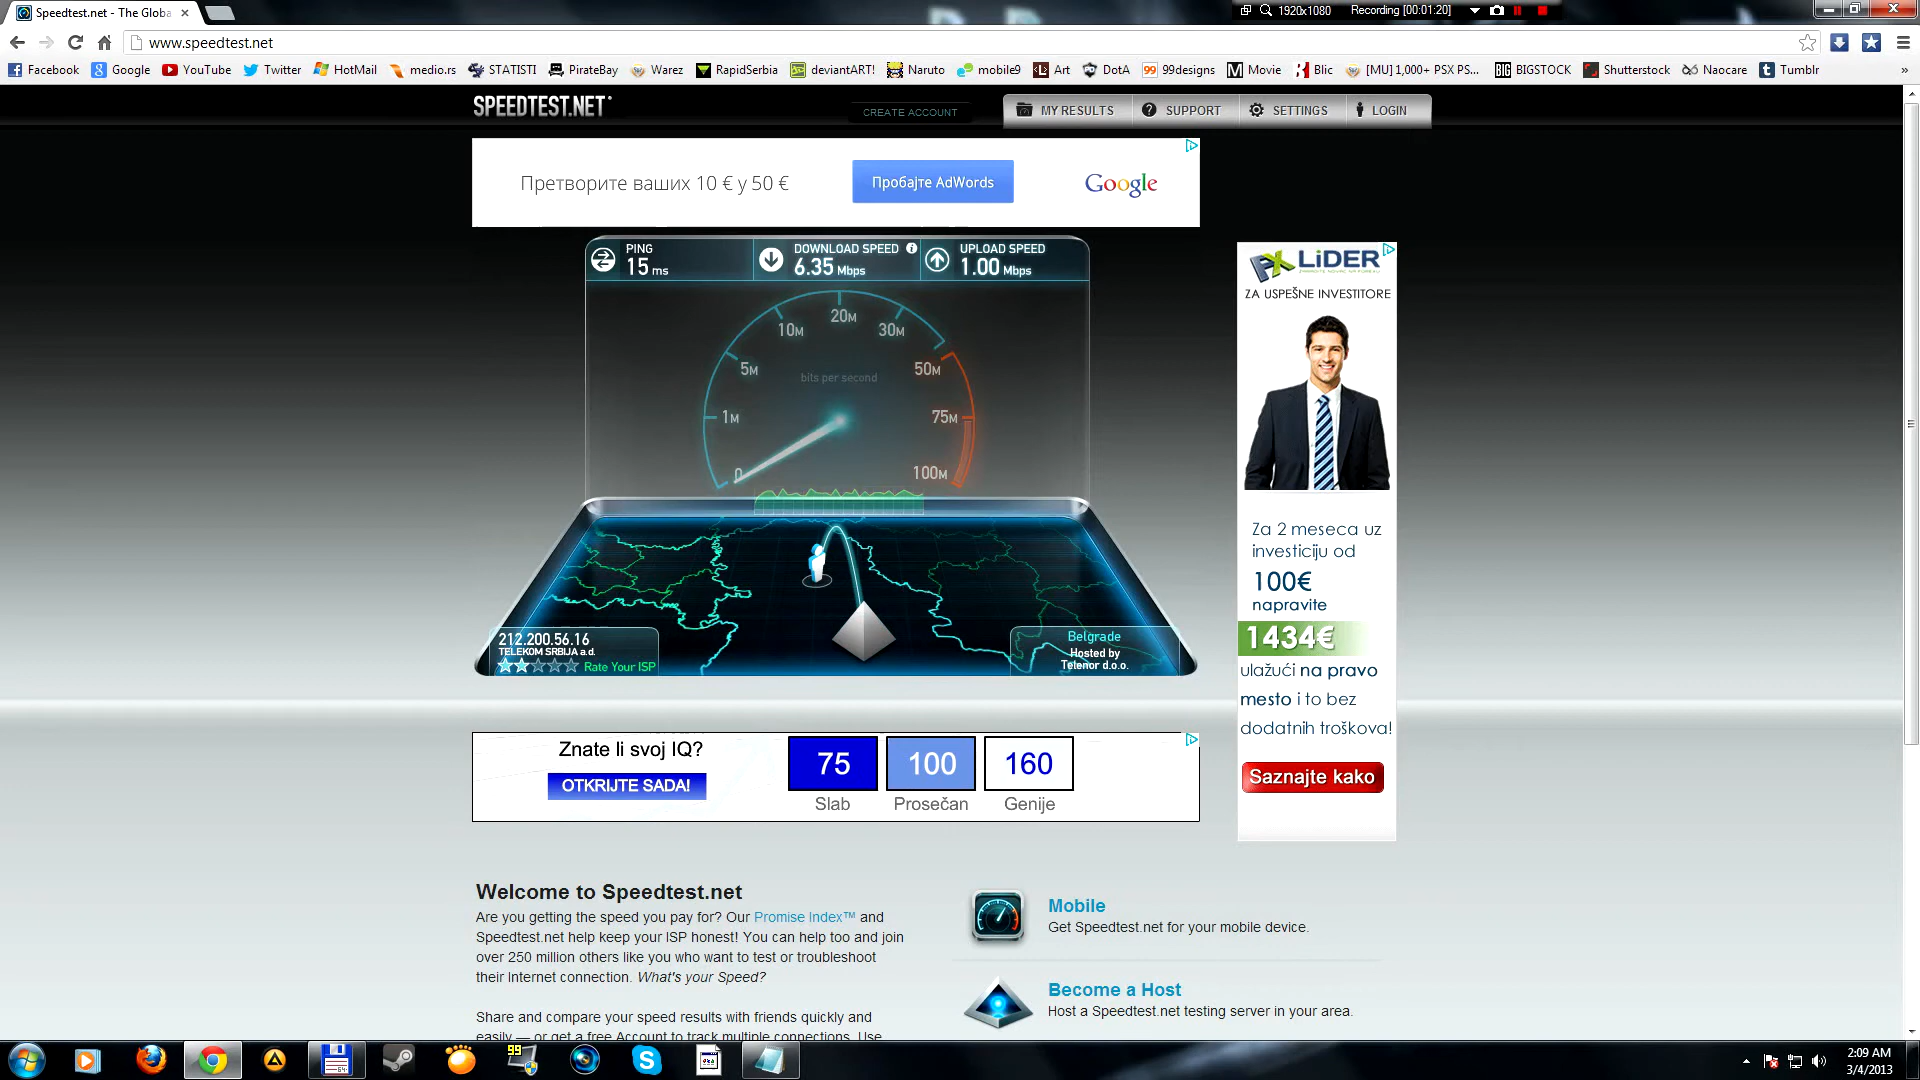 Speedtest.net - The Globa
1920x1080
Recording [00:01:20]
www.speedtest.net
Facebook
Google
YouTube
Twitter
HotMail
medio.rs
STATISTI
PirateBay
Warez
RapidSerbia
deviantART!
Naruto
mobile9
Art
DotA
99designs
Movie
Blic
[MU] 1,000+ PSX PS...
BIGSTOCK
Shutterstock
Naocare
Tumblr
SPEEDTEST.NET
CREATE ACCOUNT
MY RESULTS
SUPPORT
SETTINGS
LOGIN
Претворите ваших 10 € у 50 €
Пробајте AdWords
Google
PING
15 ms
DOWNLOAD SPEED
6.35 Mbps
UPLOAD SPEED
1.00 Mbps
20M
10M
30M
5M
50M
bits per second
1M
75M
0
100M
212.200.56.16
TELEKOM SRBIJA a.d.
Rate Your ISP
Belgrade
Hosted by
Telenor d.o.o.
LiDER
ZA USPEŠNE INVESTITORE
Za 2 meseca uz
investiciju od
100€
napravite
1434€
ulažući na pravo
mesto i to bez
dodatnih troškova!
Saznajte kako
Znate li svoj IQ?
OTKRIJTE SADA!
75
100
160
Slab
Prosečan
Genije
Welcome to Speedtest.net
Are you getting the speed you pay for? Our Promise Index™ and
Speedtest.net help keep your ISP honest! You can help too and join
over 250 million others like you who want to test or troubleshoot
their Internet connection. What's your Speed?
Share and compare your speed results with friends quickly and
easily — or get a free Account to track multiple connections. Use
Mobile
Get Speedtest.net for your mobile device.
Become a Host
Host a Speedtest.net testing server in your area.
2:09 AM
3/4/2013